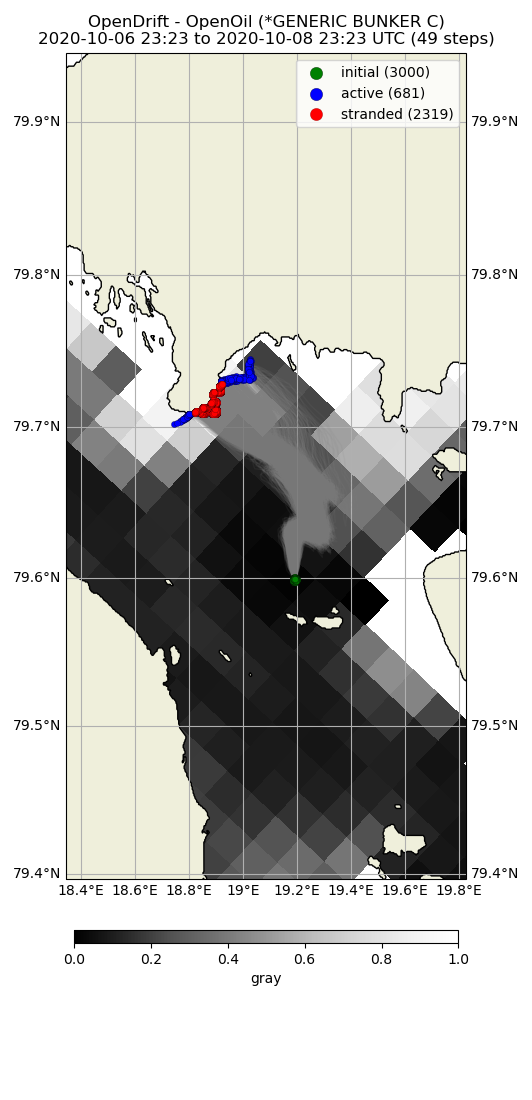 OpenDrift - OpenOil (*GENERIC BUNKER C)
2020-10-06 23:23 to 2020-10-08 23:23 UTC (49 steps)
initial (3000)
active (681)
stranded (2319)
79.9°N 79.9°N
79.8°N 79.8°N
79.7°N 79.7°N
79.6°N 79.6°N
79.5°N 79.5°N
79.4°N 79.4°N
18.4°E 18.6°E 18.8°E 19°E 19.2°E 19.4°E 19.6°E 19.8°E
0.0 0.2 0.4 0.6 0.8 1.0
gray